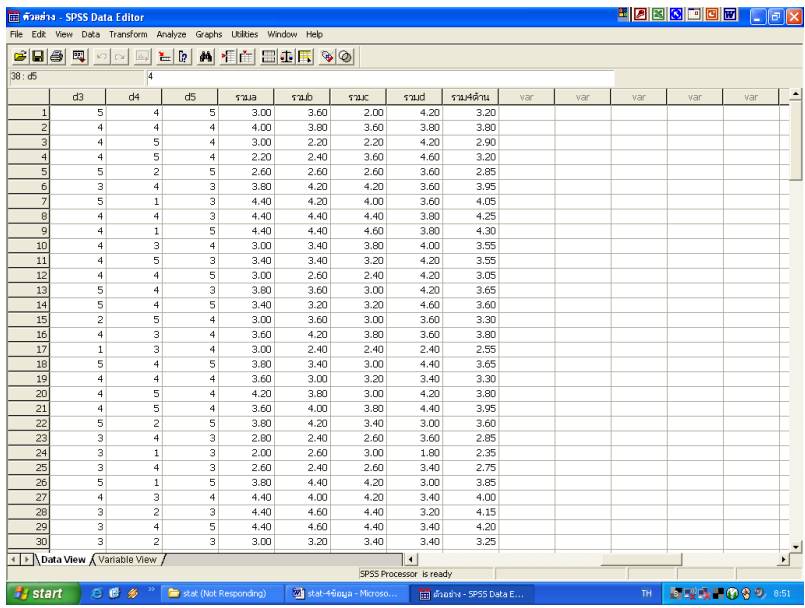 ตัวอย่าง - SPSS Data Editor
File Edit View Data Transform Analyze Graphs Utilities Window Help
38 : d5 4
d3 d4 d5 รวมa รวมb รวมc รวมd รวม4ด้าน var var var var var
1 5 4 5 3.00 3.60 2.00 4.20 3.20
2 4 4 4 4.00 3.80 3.60 3.80 3.80
3 4 5 4 3.00 2.20 2.20 4.20 2.90
4 4 5 4 2.20 2.40 3.60 4.60 3.20
5 5 2 5 2.60 2.60 2.60 3.60 2.85
6 3 4 3 3.80 4.20 4.20 3.60 3.95
7 5 1 3 4.40 4.20 4.00 3.60 4.05
8 4 4 3 4.40 4.40 4.40 3.80 4.25
9 4 1 5 4.40 4.40 4.60 3.80 4.30
10 4 3 4 3.00 3.40 3.80 4.00 3.55
11 4 5 3 3.40 3.40 3.20 4.20 3.55
12 4 4 5 3.00 2.60 2.40 4.20 3.05
13 5 4 3 3.80 3.60 3.00 4.20 3.65
14 5 4 5 3.40 3.20 3.20 4.60 3.60
15 2 5 4 3.00 3.60 3.00 3.60 3.30
16 4 3 4 3.60 4.20 3.80 3.60 3.80
17 1 3 4 3.00 2.40 2.40 2.40 2.55
18 5 4 5 3.80 3.40 3.00 4.40 3.65
19 4 4 4 3.60 3.00 3.20 3.40 3.30
20 4 5 4 4.20 3.80 3.00 4.20 3.80
21 4 5 4 3.60 4.00 3.80 4.40 3.95
22 5 2 5 3.80 4.20 3.40 3.00 3.60
23 3 4 3 2.80 2.40 2.60 3.60 2.85
24 3 1 3 2.00 2.60 3.00 1.80 2.35
25 3 4 3 2.60 2.40 2.60 3.40 2.75
26 5 1 5 3.80 4.40 4.20 3.00 3.85
27 4 3 4 4.40 4.00 4.20 3.40 4.00
28 3 2 3 4.40 4.60 4.40 3.20 4.15
29 3 4 5 4.40 4.60 4.40 3.40 4.20
30 3 2 3 3.00 3.20 3.40 3.40 3.25
Data View Variable View
SPSS Processor is ready
start stat (Not Responding) stat-4ข้อมูล - Microso... ตัวอย่าง - SPSS Data E... TH 8:51